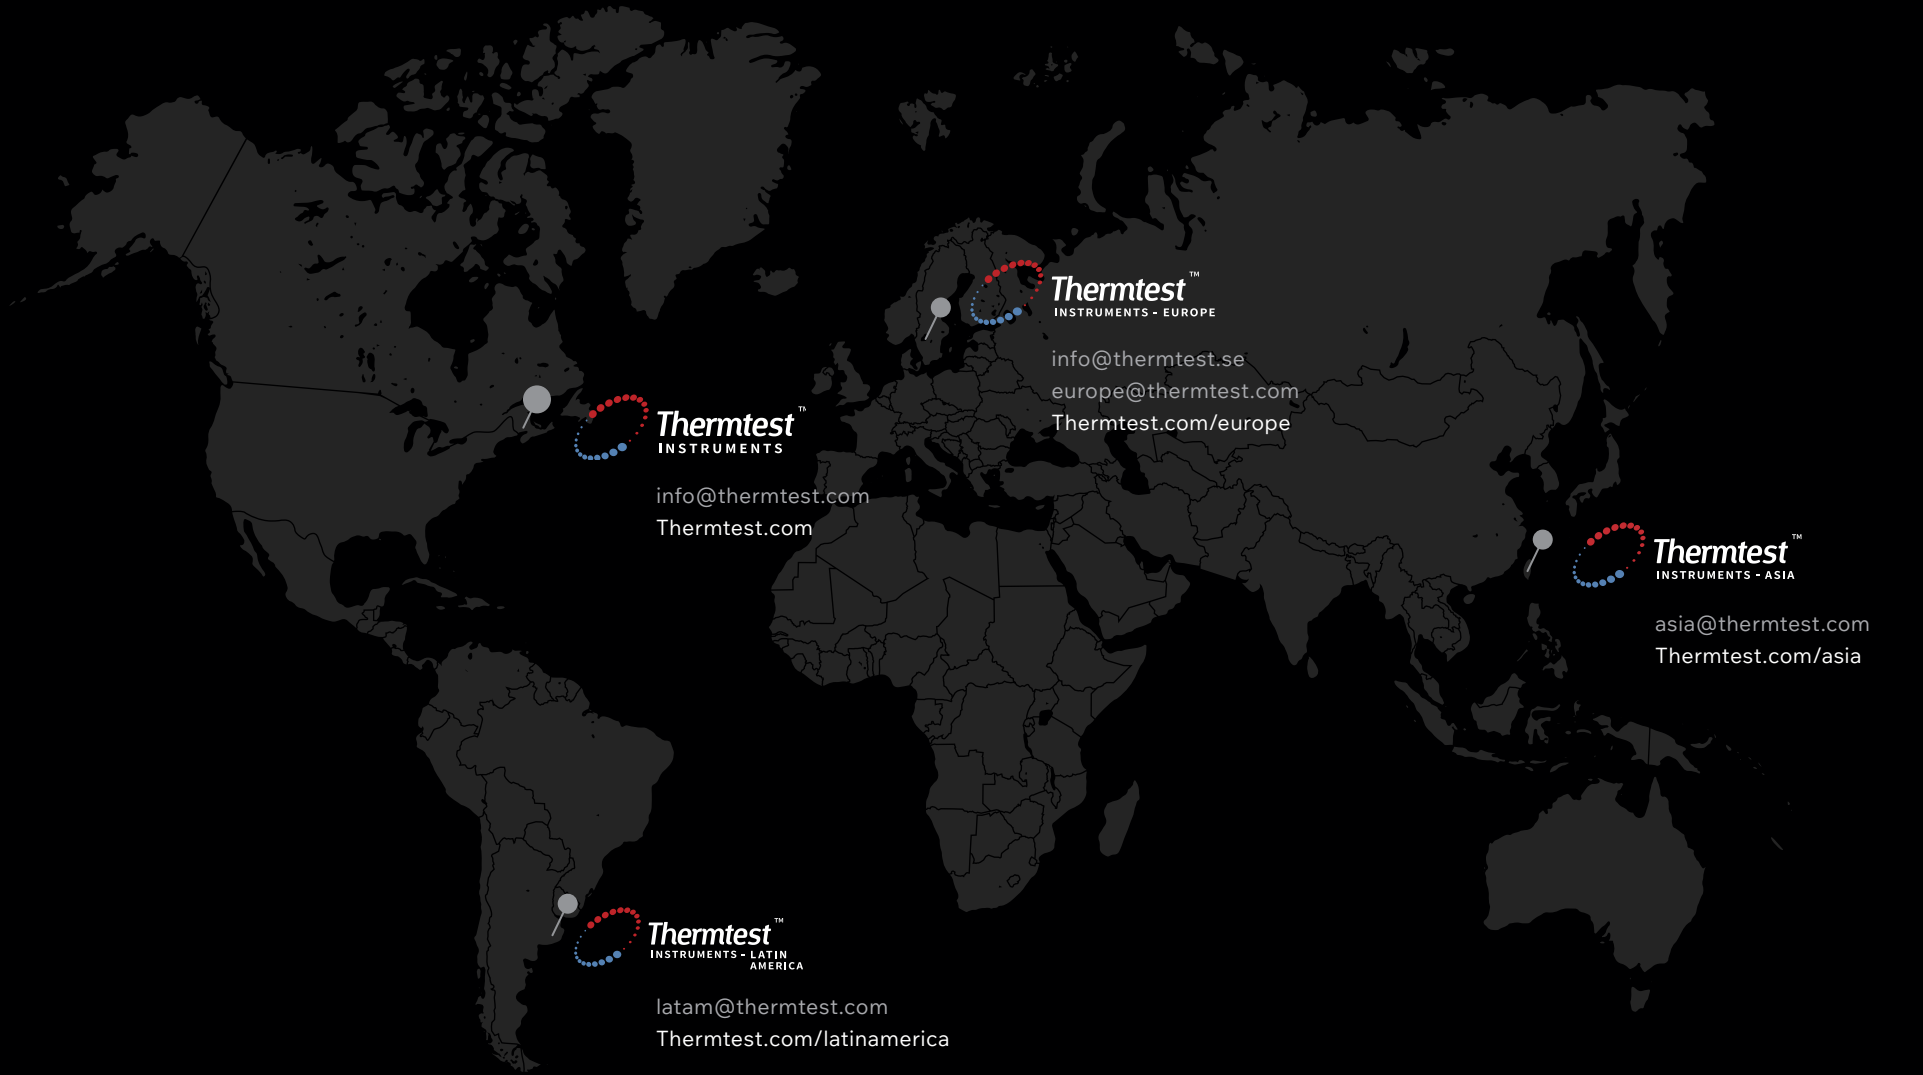 Thermtest™
INSTRUMENTS - EUROPE
info@thermtest.se
europe@thermtest.com
Thermtest.com/europe
Thermtest™
INSTRUMENTS
info@thermtest.com
Thermtest.com
Thermtest™
INSTRUMENTS - ASIA
asia@thermtest.com
Thermtest.com/asia
Thermtest™
INSTRUMENTS - LATIN
AMERICA
latam@thermtest.com
Thermtest.com/latinamerica